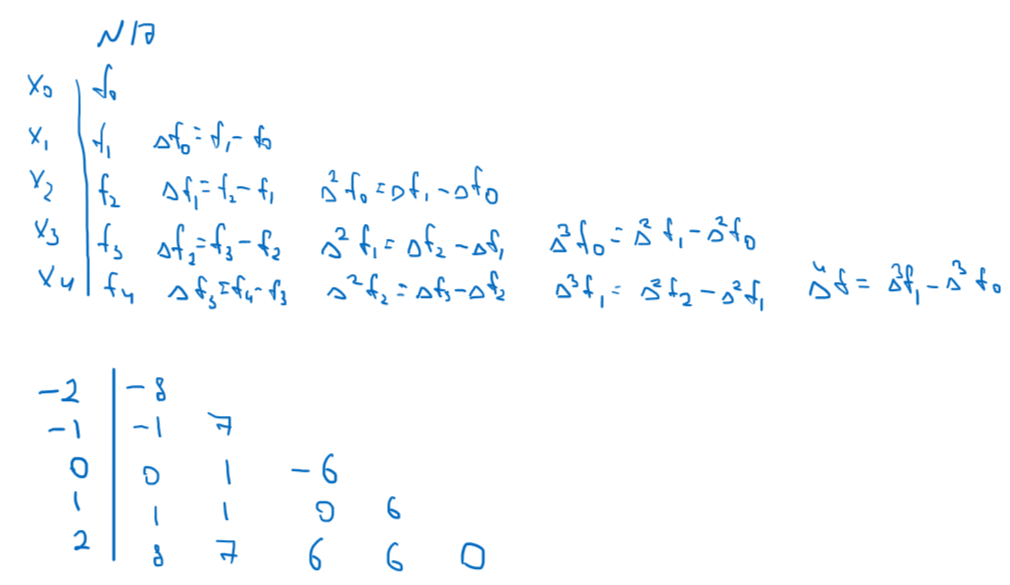 N17
x₀ | f₀
x₁ | f₁ Δf₀ = f₁ - f₀
x₂ | f₂ Δf₁ = f₂ - f₁ Δ²f₀ = Δf₁ - Δf₀
x₃ | f₃ Δf₂ = f₃ - f₂ Δ²f₁ = Δf₂ - Δf₁ Δ³f₀ = Δ²f₁ - Δ²f₀
x₄ | f₄ Δf₃ = f₄ - f₃ Δ²f₂ = Δf₃ - Δf₂ Δ³f₁ = Δ²f₂ - Δ²f₁ Δ⁴f = Δ³f₁ - Δ³f₀
-2 | -8
-1 | -1 7
0 | 0 1 -6
1 | 1 1 0 6
2 | 8 7 6 6 0